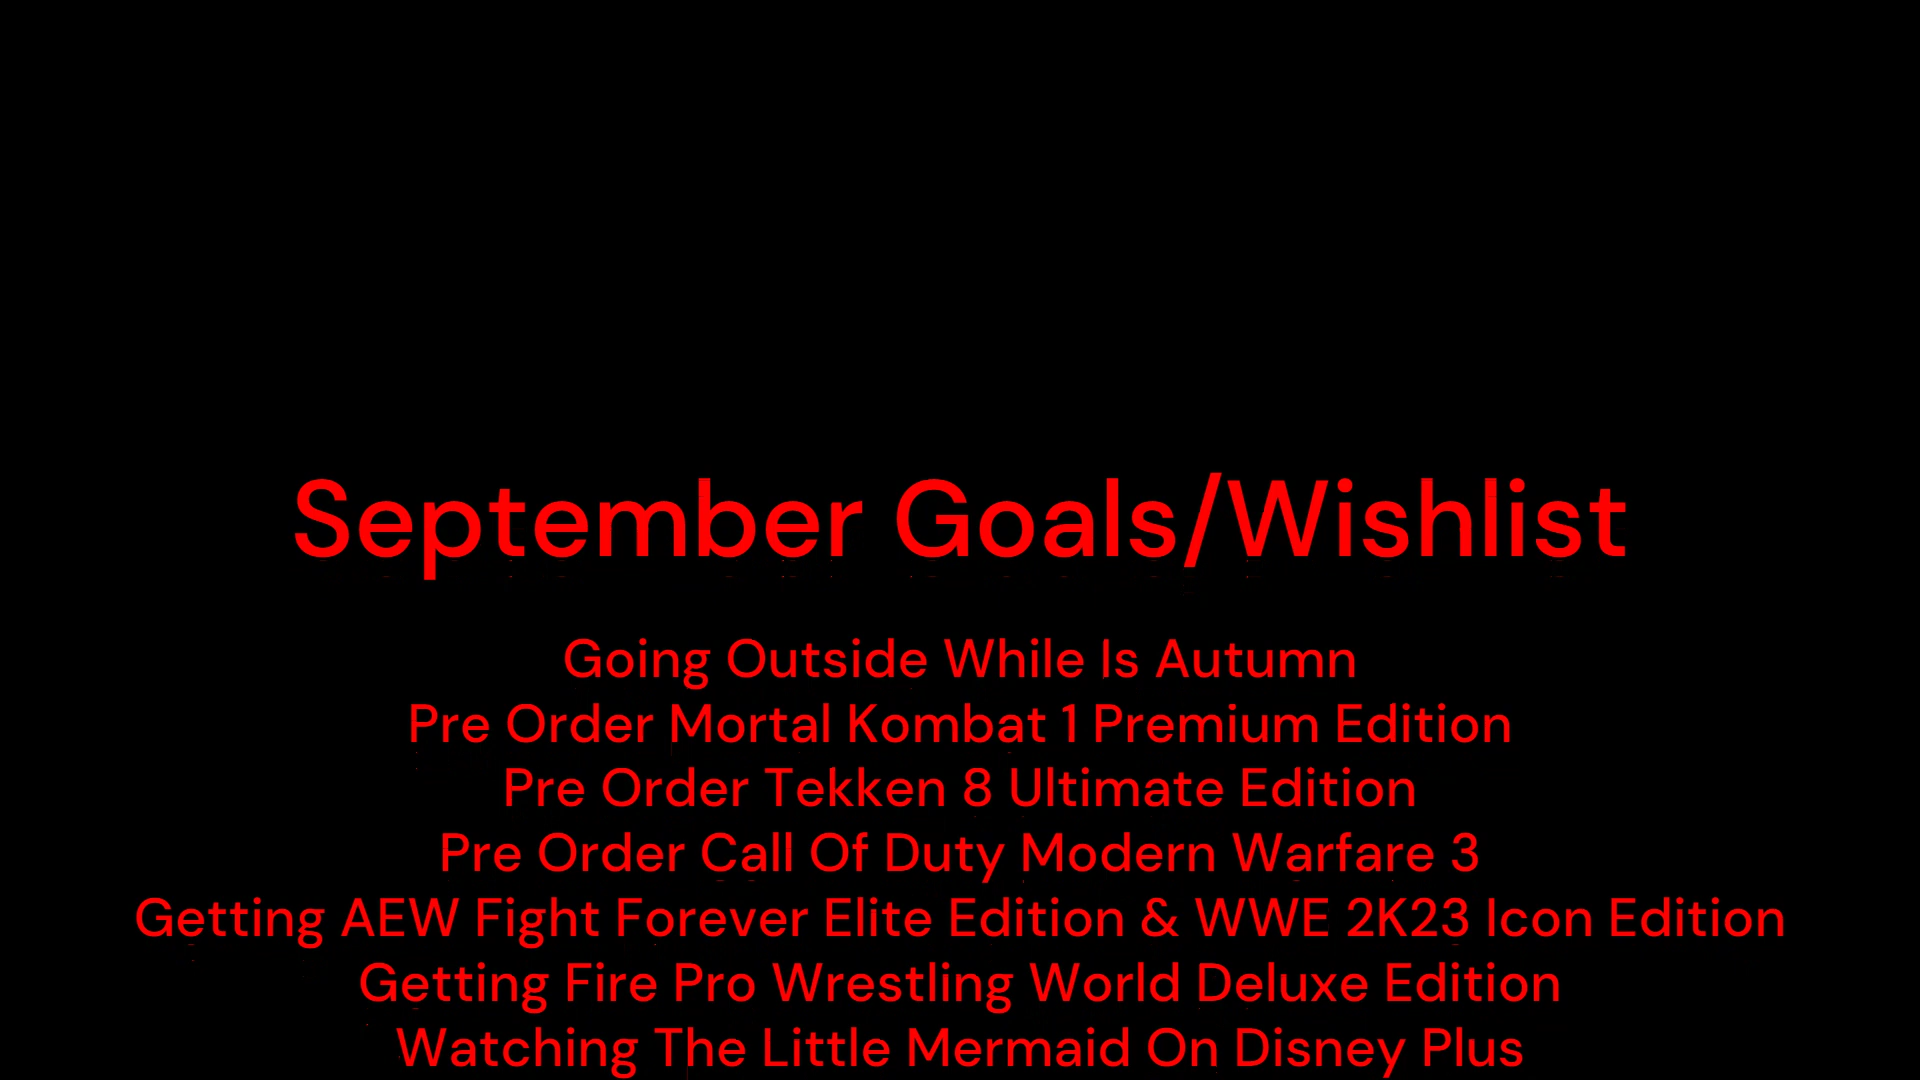 September Goals/Wishlist
Going Outside While Is Autumn
Pre Order Mortal Kombat 1 Premium Edition
Pre Order Tekken 8 Ultimate Edition
Pre Order Call Of Duty Modern Warfare 3
Getting AEW Fight Forever Elite Edition & WWE 2K23 Icon Edition
Getting Fire Pro Wrestling World Deluxe Edition
Watching The Little Mermaid On Disney Plus